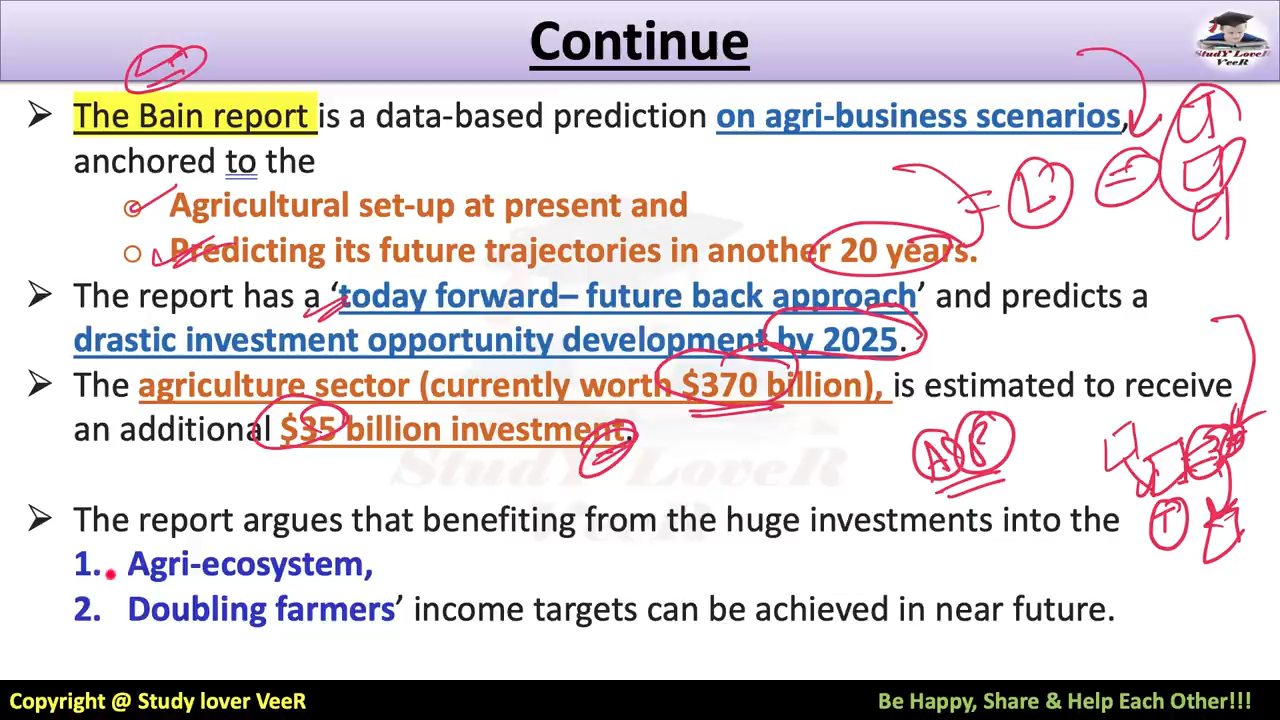 Continue
StudY LoveR
VeeR
➢ The Bain report is a data-based prediction on agri-business scenarios,
anchored to the
o Agricultural set-up at present and
o Predicting its future trajectories in another 20 years.
➢ The report has a ‘today forward– future back approach’ and predicts a
drastic investment opportunity development by 2025.
➢ The agriculture sector (currently worth $370 billion), is estimated to receive
an additional $35 billion investment.
StudY LoveR
VeeR
➢ The report argues that benefiting from the huge investments into the
1. Agri-ecosystem,
2. Doubling farmers’ income targets can be achieved in near future.
Copyright @ Study lover VeeR
Be Happy, Share & Help Each Other!!!